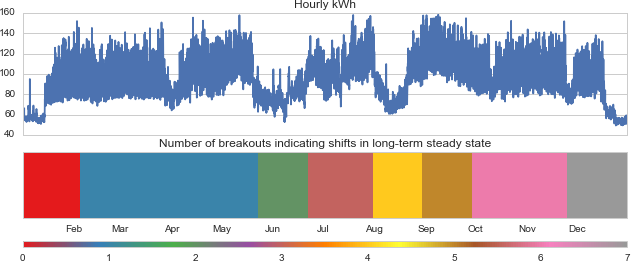 Hourly kWh
160
140
120
100
80
60
40
Number of breakouts indicating shifts in long-term steady state
Feb Mar Apr May Jun Jul Aug Sep Oct Nov Dec
0 1 2 3 4 5 6 7